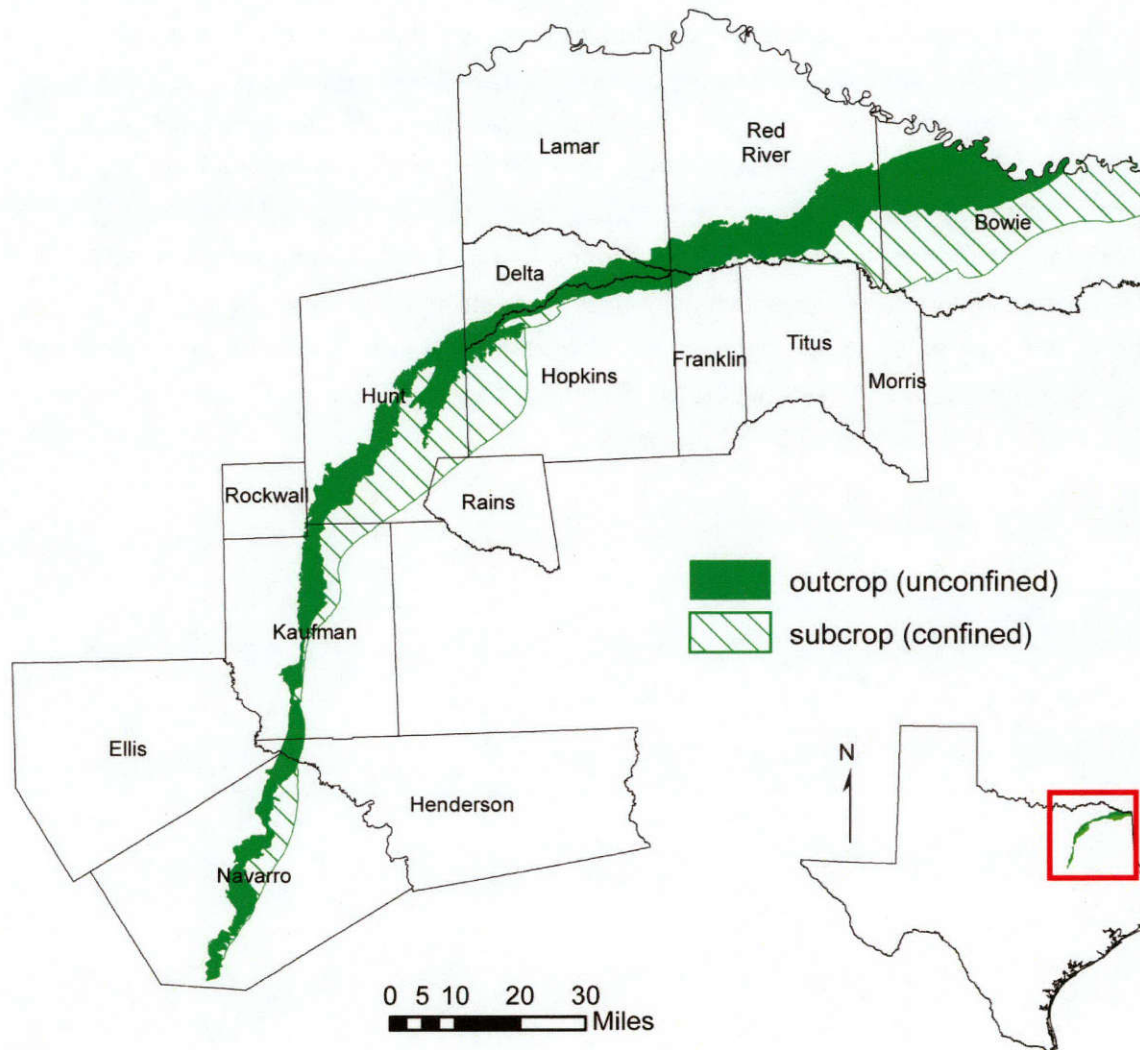 Lamar
Red
River
Bowie
Delta
Hopkins
Franklin
Titus
Morris
Hunt
Rockwall
Rains
outcrop (unconfined)
subcrop (confined)
Kaufman
Ellis
Henderson
Navarro
N
0 5 10 20 30
Miles